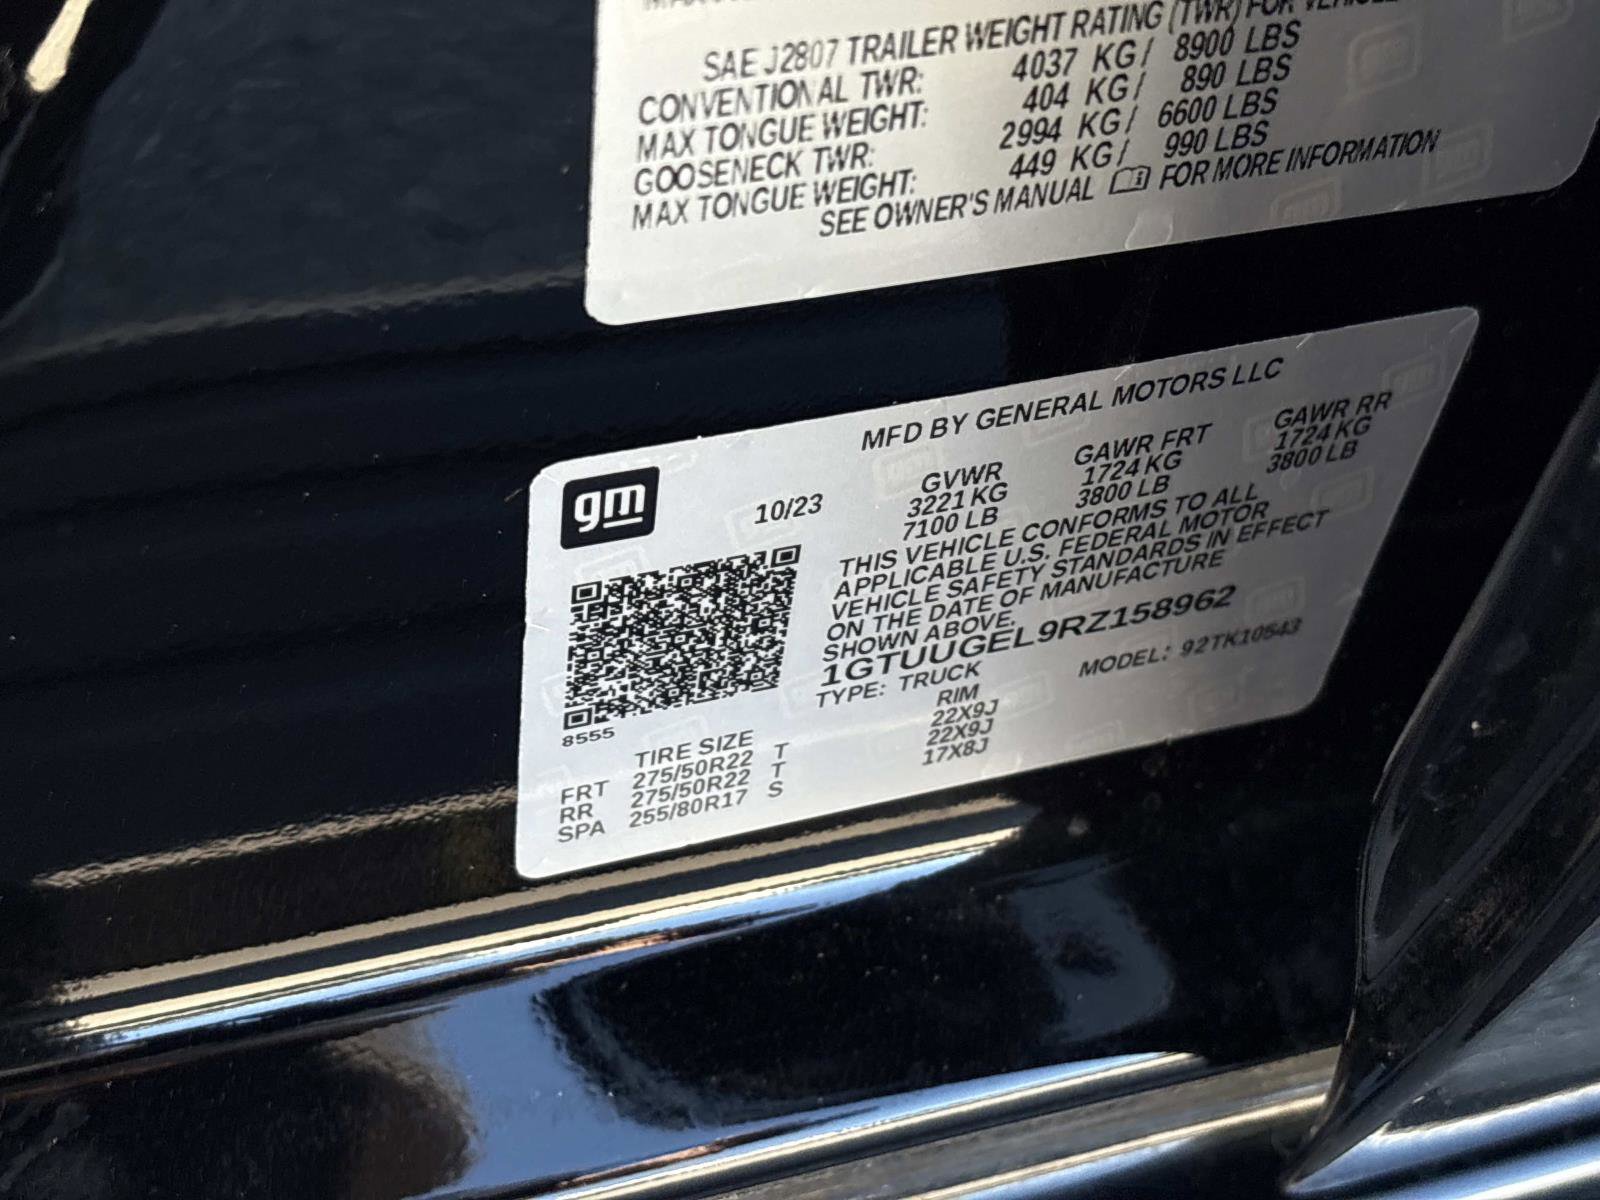 SAE J2807 TRAILER WEIGHT RATING (TWR) FOR VEHICLE
CONVENTIONAL TWR: 4037 KG/ 8900 LBS
MAX TONGUE WEIGHT: 404 KG/ 890 LBS
GOOSENECK TWR: 2994 KG/ 6600 LBS
MAX TONGUE WEIGHT: 449 KG/ 990 LBS
SEE OWNER'S MANUAL FOR MORE INFORMATION
gm
MFD BY GENERAL MOTORS LLC
10/23 GVWR GAWR FRT GAWR RR
3221 KG 1724 KG 1724 KG
7100 LB 3800 LB 3800 LB
THIS VEHICLE CONFORMS TO ALL
APPLICABLE U.S. FEDERAL MOTOR
VEHICLE SAFETY STANDARDS IN EFFECT
ON THE DATE OF MANUFACTURE
SHOWN ABOVE.
1GTUUGEL9RZ158962
TYPE: TRUCK MODEL: 92TK10543
8555
TIRE SIZE RIM
FRT 275/50R22 T 22X9J
RR 275/50R22 T 22X9J
SPA 255/80R17 S 17X8J